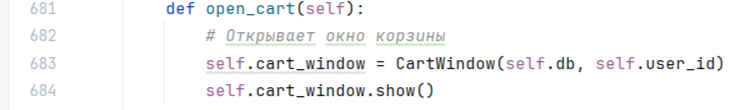 681 def open_cart(self):
682 # Открывает окно корзины
683 self.cart_window = CartWindow(self.db, self.user_id)
684 self.cart_window.show()